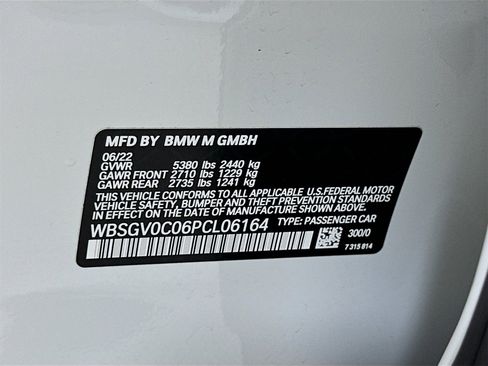 MFD BY BMW M GMBH
06/22
GVWR 5380 lbs 2440 kg
GAWR FRONT 2710 lbs 1229 kg
GAWR REAR 2735 lbs 1241 kg
THIS VEHICLE CONFORMS TO ALL APPLICABLE U.S.FEDERAL MOTOR
VEHICLE SAFETY, BUMPER AND THEFT PREVENTION STANDARDS
IN EFFECT ON THE DATE OF MANUFACTURE SHOWN ABOVE.
WBSGV0C06PCL06164 TYPE: PASSENGER CAR
300/0
7 315 814